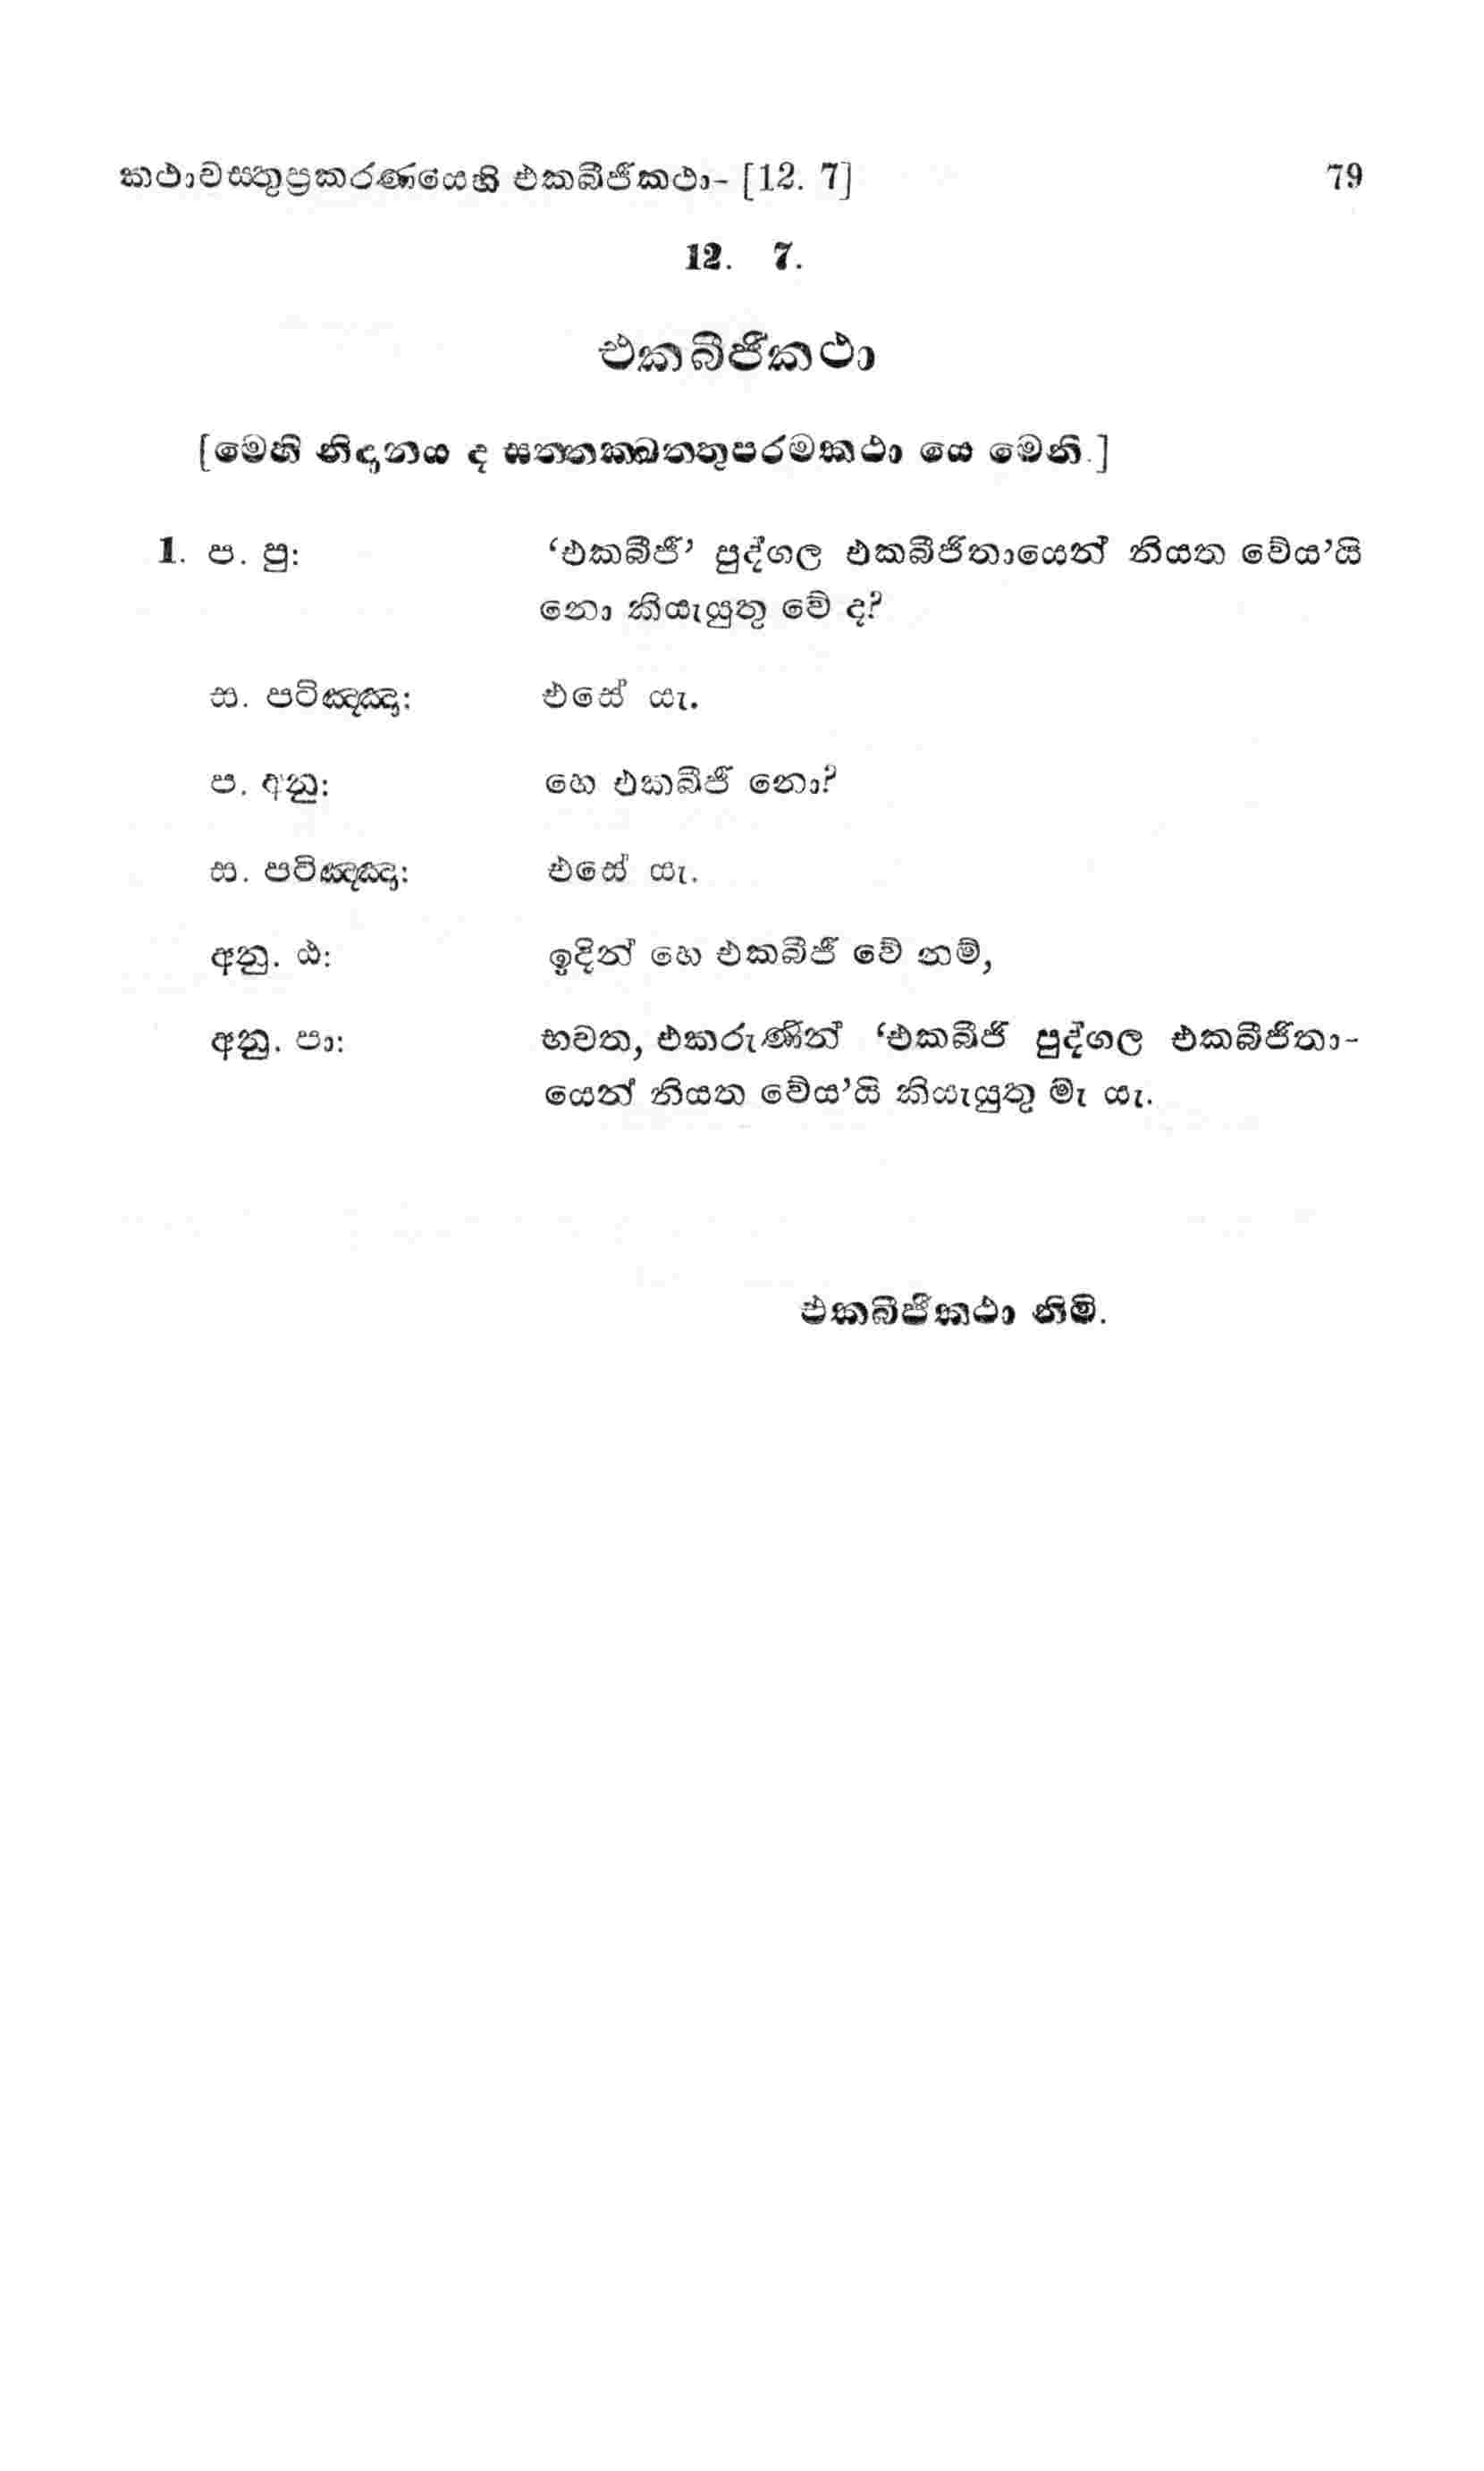 කථාවස්තුප්‍රකරණයෙහි එකබීජීකථා- [12. 7] 79
12. 7.
එකබීජීකථා
[මෙහි නිදානය ද සත්තක්ඛත්තුපරමකථා යෙ මෙනි.]
1. ප. පු: ‘එකබීජී’ පුද්ගල එකබීජිතායෙන් නියත වේය’යි
නො කියැයුතු වේ ද?
ස. පටිඤ්ඤා: එසේ යැ.
ප. අනු: හෙ එකබීජී නො?
ස. පටිඤ්ඤා: එසේ යැ.
අනු. ඨ: ඉදින් හෙ එකබීජී වේ නම්,
අනු. පා: භවත, එකරුණින් ‘එකබීජි පුද්ගල එකබීජිතා-
යෙන් නියත වේය’යි කියැයුතු මැ යැ.
එකබීජීකථා නිමි.